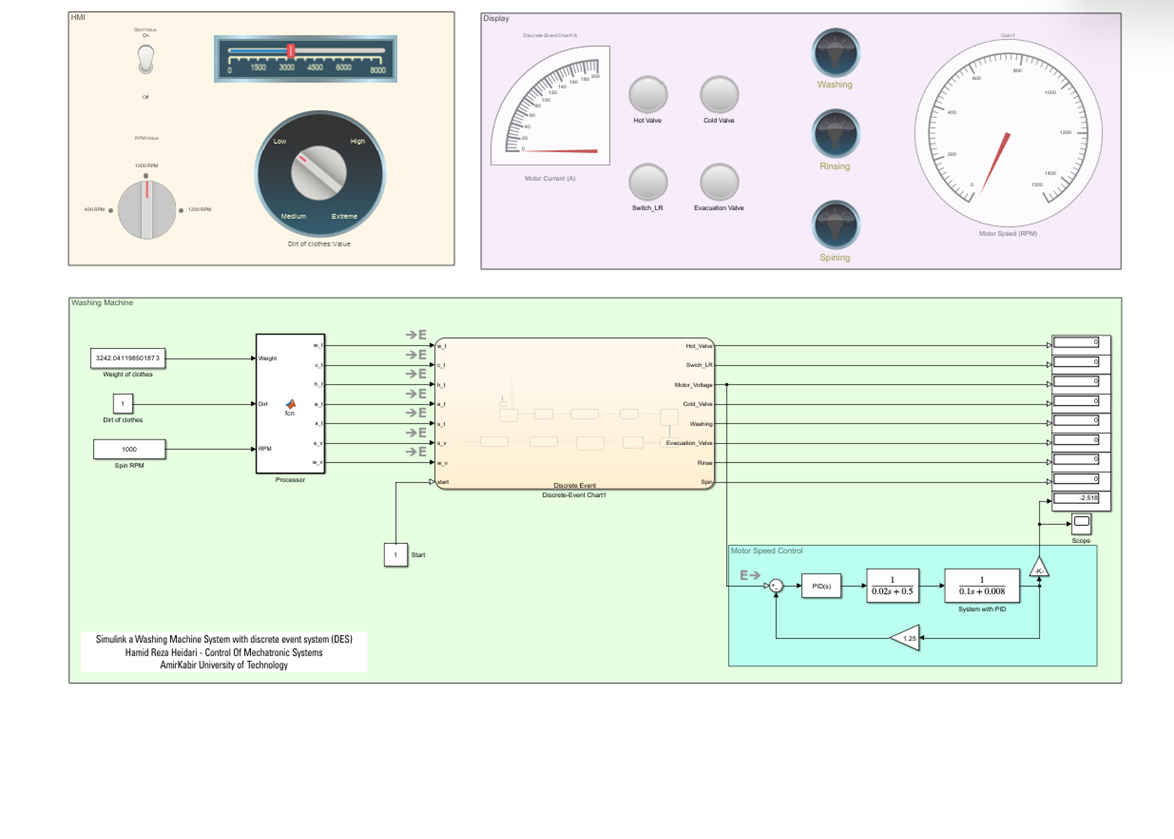 HMI
Start:Value
On
Off
RPM:Value
1000 RPM
400 RPM
1200 RPM
0 1500 3000 4500 6000 8000
Low
High
Medium
Extreme
Dirt of clothes:Value
Display
Discrete-Event Chart1:8
0
20
40
60
80
100
120
140
160
180
200
Motor Current (A)
Hot Valve
Cold Valve
Switch_LR
Evacuation Valve
Washing
Rinsing
Spining
Gain1
0
200
400
600
800
1000
1200
1500
Motor Speed (RPM)
Washing Machine
3242.041198501873
Weight of clothes
1
Dirt of clothes
1000
Spin RPM
Weight
Dirt
RPM
fcn
w_t
c_t
h_t
e_t
s_t
s_v
w_v
Processor
E
E
E
E
E
E
E
w_t
c_t
h_t
e_t
s_t
s_v
w_v
start
Hot_Valve
Swich_LR
Motor_Voltage
Cold_Valve
Washing
Evacuation_Valve
Rinse
Spin
Discrete Event
Discrete-Event Chart1
1
Start
0
0
0
0
0
0
0
0
-2.518
Scope
Motor Speed Control
E
PID(s)
1
0.02s + 0.5
1
0.1s + 0.008
System with PID
-K-
1.25
Simulink a Washing Machine System with discrete event system (DES)
Hamid Reza Heidari - Control Of Mechatronic Systems
AmirKabir University of Technology